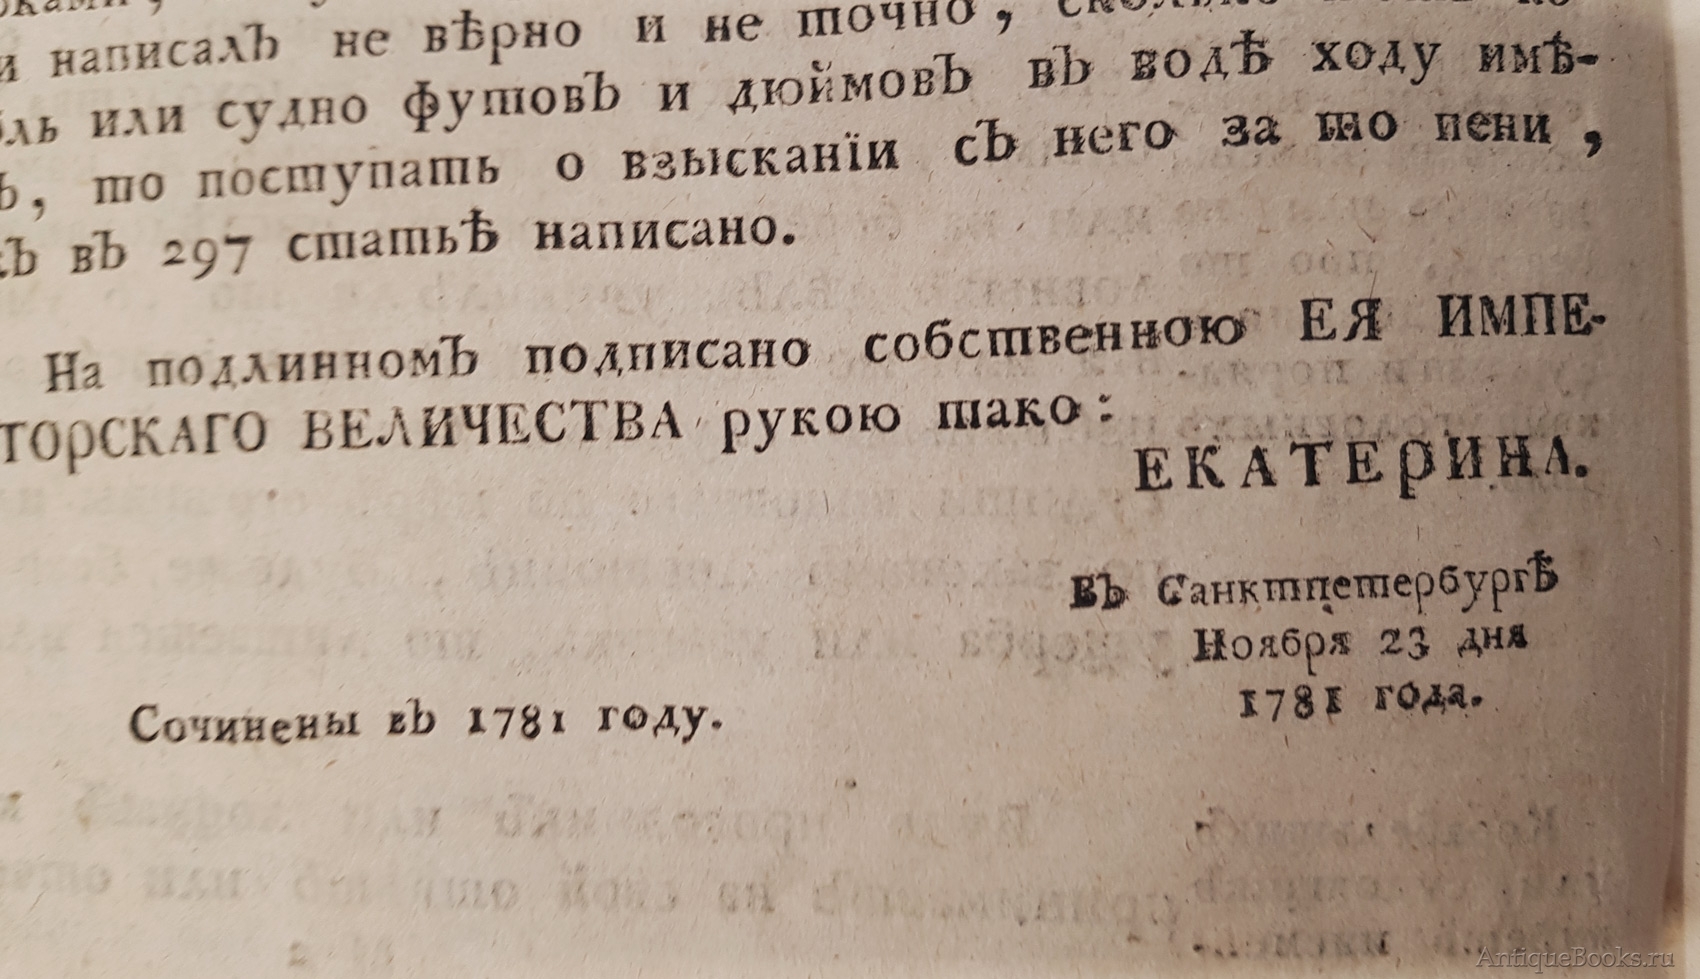 и написалъ не вѣрно и не точно,
или судно футовъ и дюймовъ въ водѣ ходу имѣ-
, то поступать о взысканїи съ него за то пени,
въ 297 статьѣ написано.
На подлинномъ подписано собственною ЕЯ ИМПЕ-
ТОРСКАГО ВЕЛИЧЕСТВА рукою тако:
ЕКАТЕРИНА.
въ Санктпетербургѣ
Ноября 23 дня
1781 года.
Сочинены въ 1781 году.
AntiqueBooks.ru